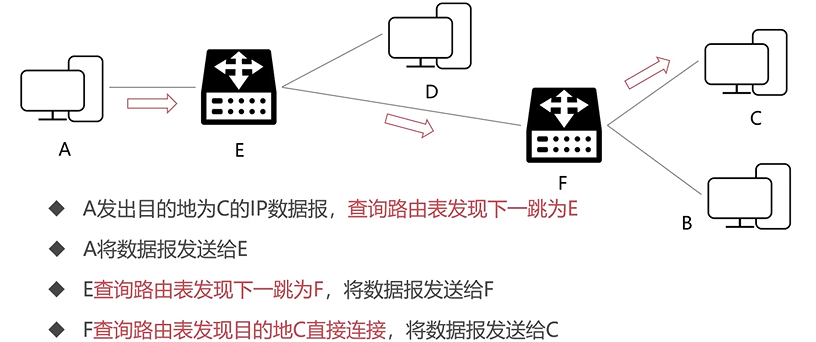 D
A
E
C
F
B
◆ A发出目的地为C的IP数据报，查询路由表发现下一跳为E
◆ A将数据报发送给E
◆ E查询路由表发现下一跳为F，将数据报发送给F
◆ F查询路由表发现目的地C直接连接，将数据报发送给C